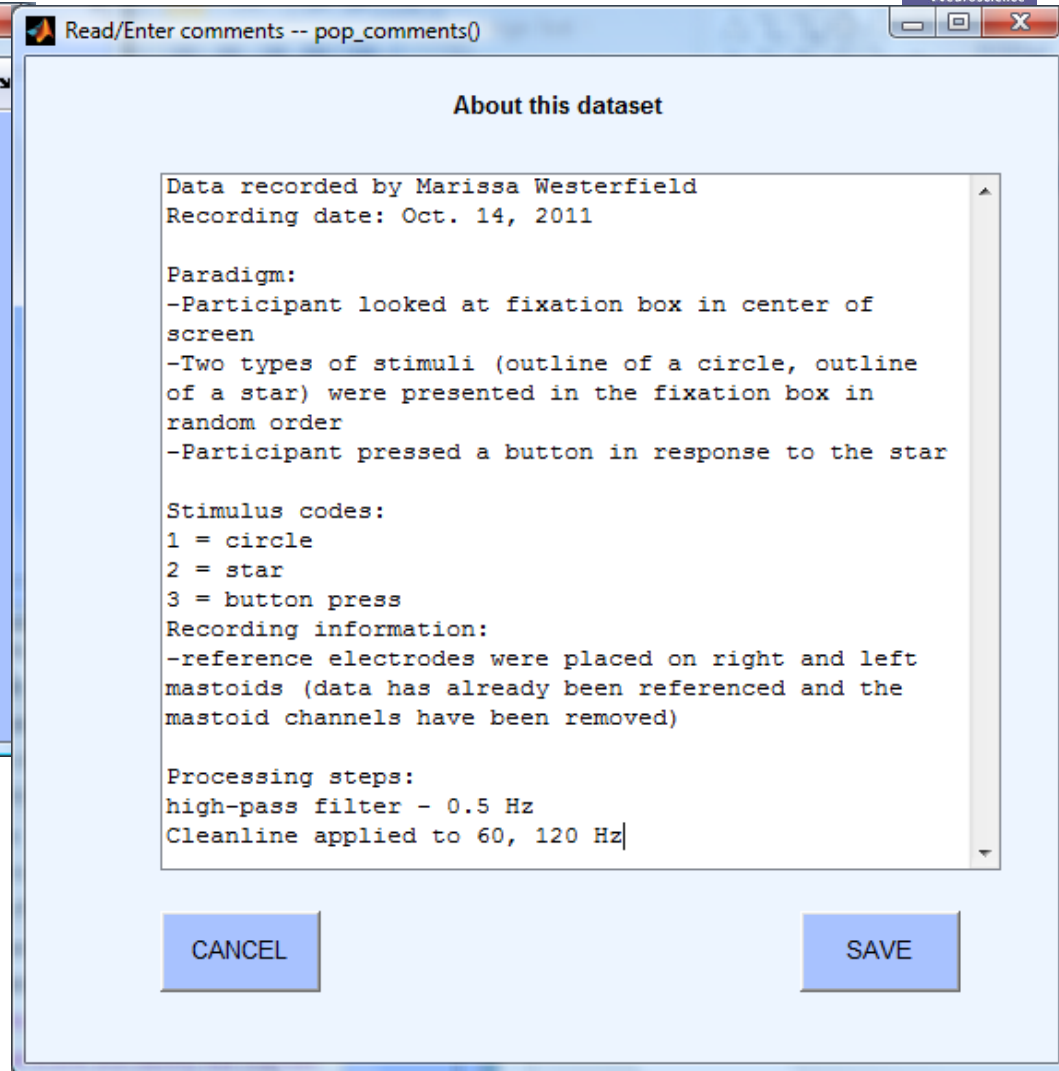 Read/Enter comments -- pop_comments()
About this dataset
Data recorded by Marissa Westerfield
Recording date: Oct. 14, 2011
Paradigm:
-Participant looked at fixation box in center of
screen
-Two types of stimuli (outline of a circle, outline
of a star) were presented in the fixation box in
random order
-Participant pressed a button in response to the star
Stimulus codes:
1 = circle
2 = star
3 = button press
Recording information:
-reference electrodes were placed on right and left
mastoids (data has already been referenced and the
mastoid channels have been removed)
Processing steps:
high-pass filter - 0.5 Hz
Cleanline applied to 60, 120 Hz
CANCEL
SAVE